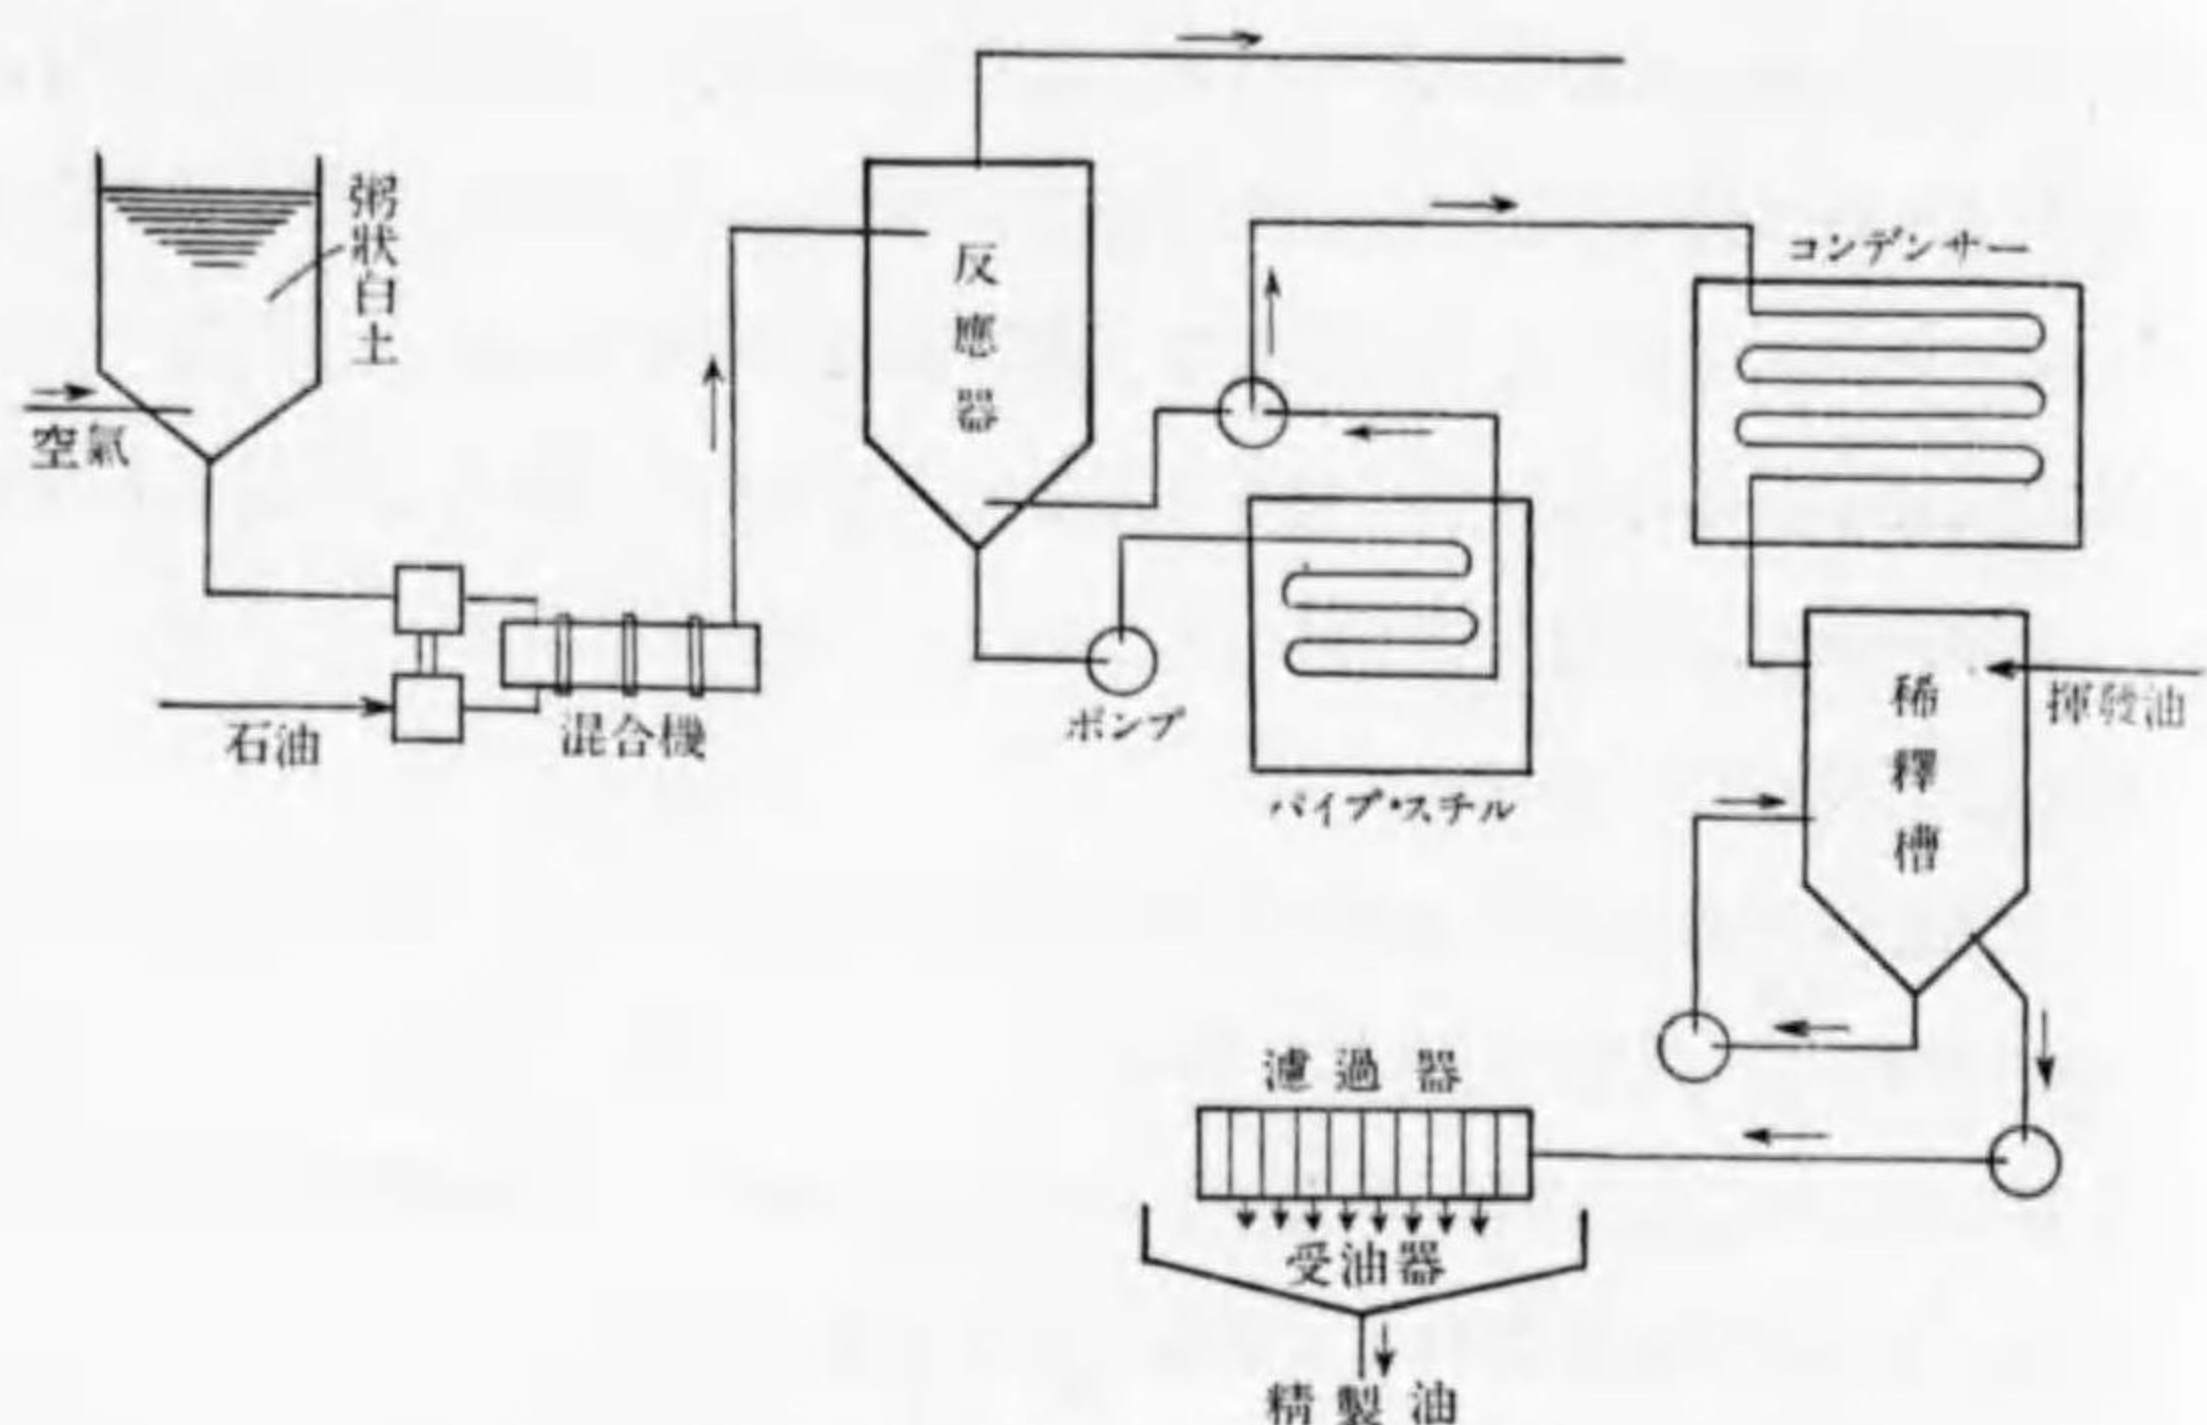 粥狀白土
空氣
石油
混合機
反應器
ポンプ
パイプ・スチル
コンデンサー
稀釋槽
揮發油
濾過器
受油器
精製油